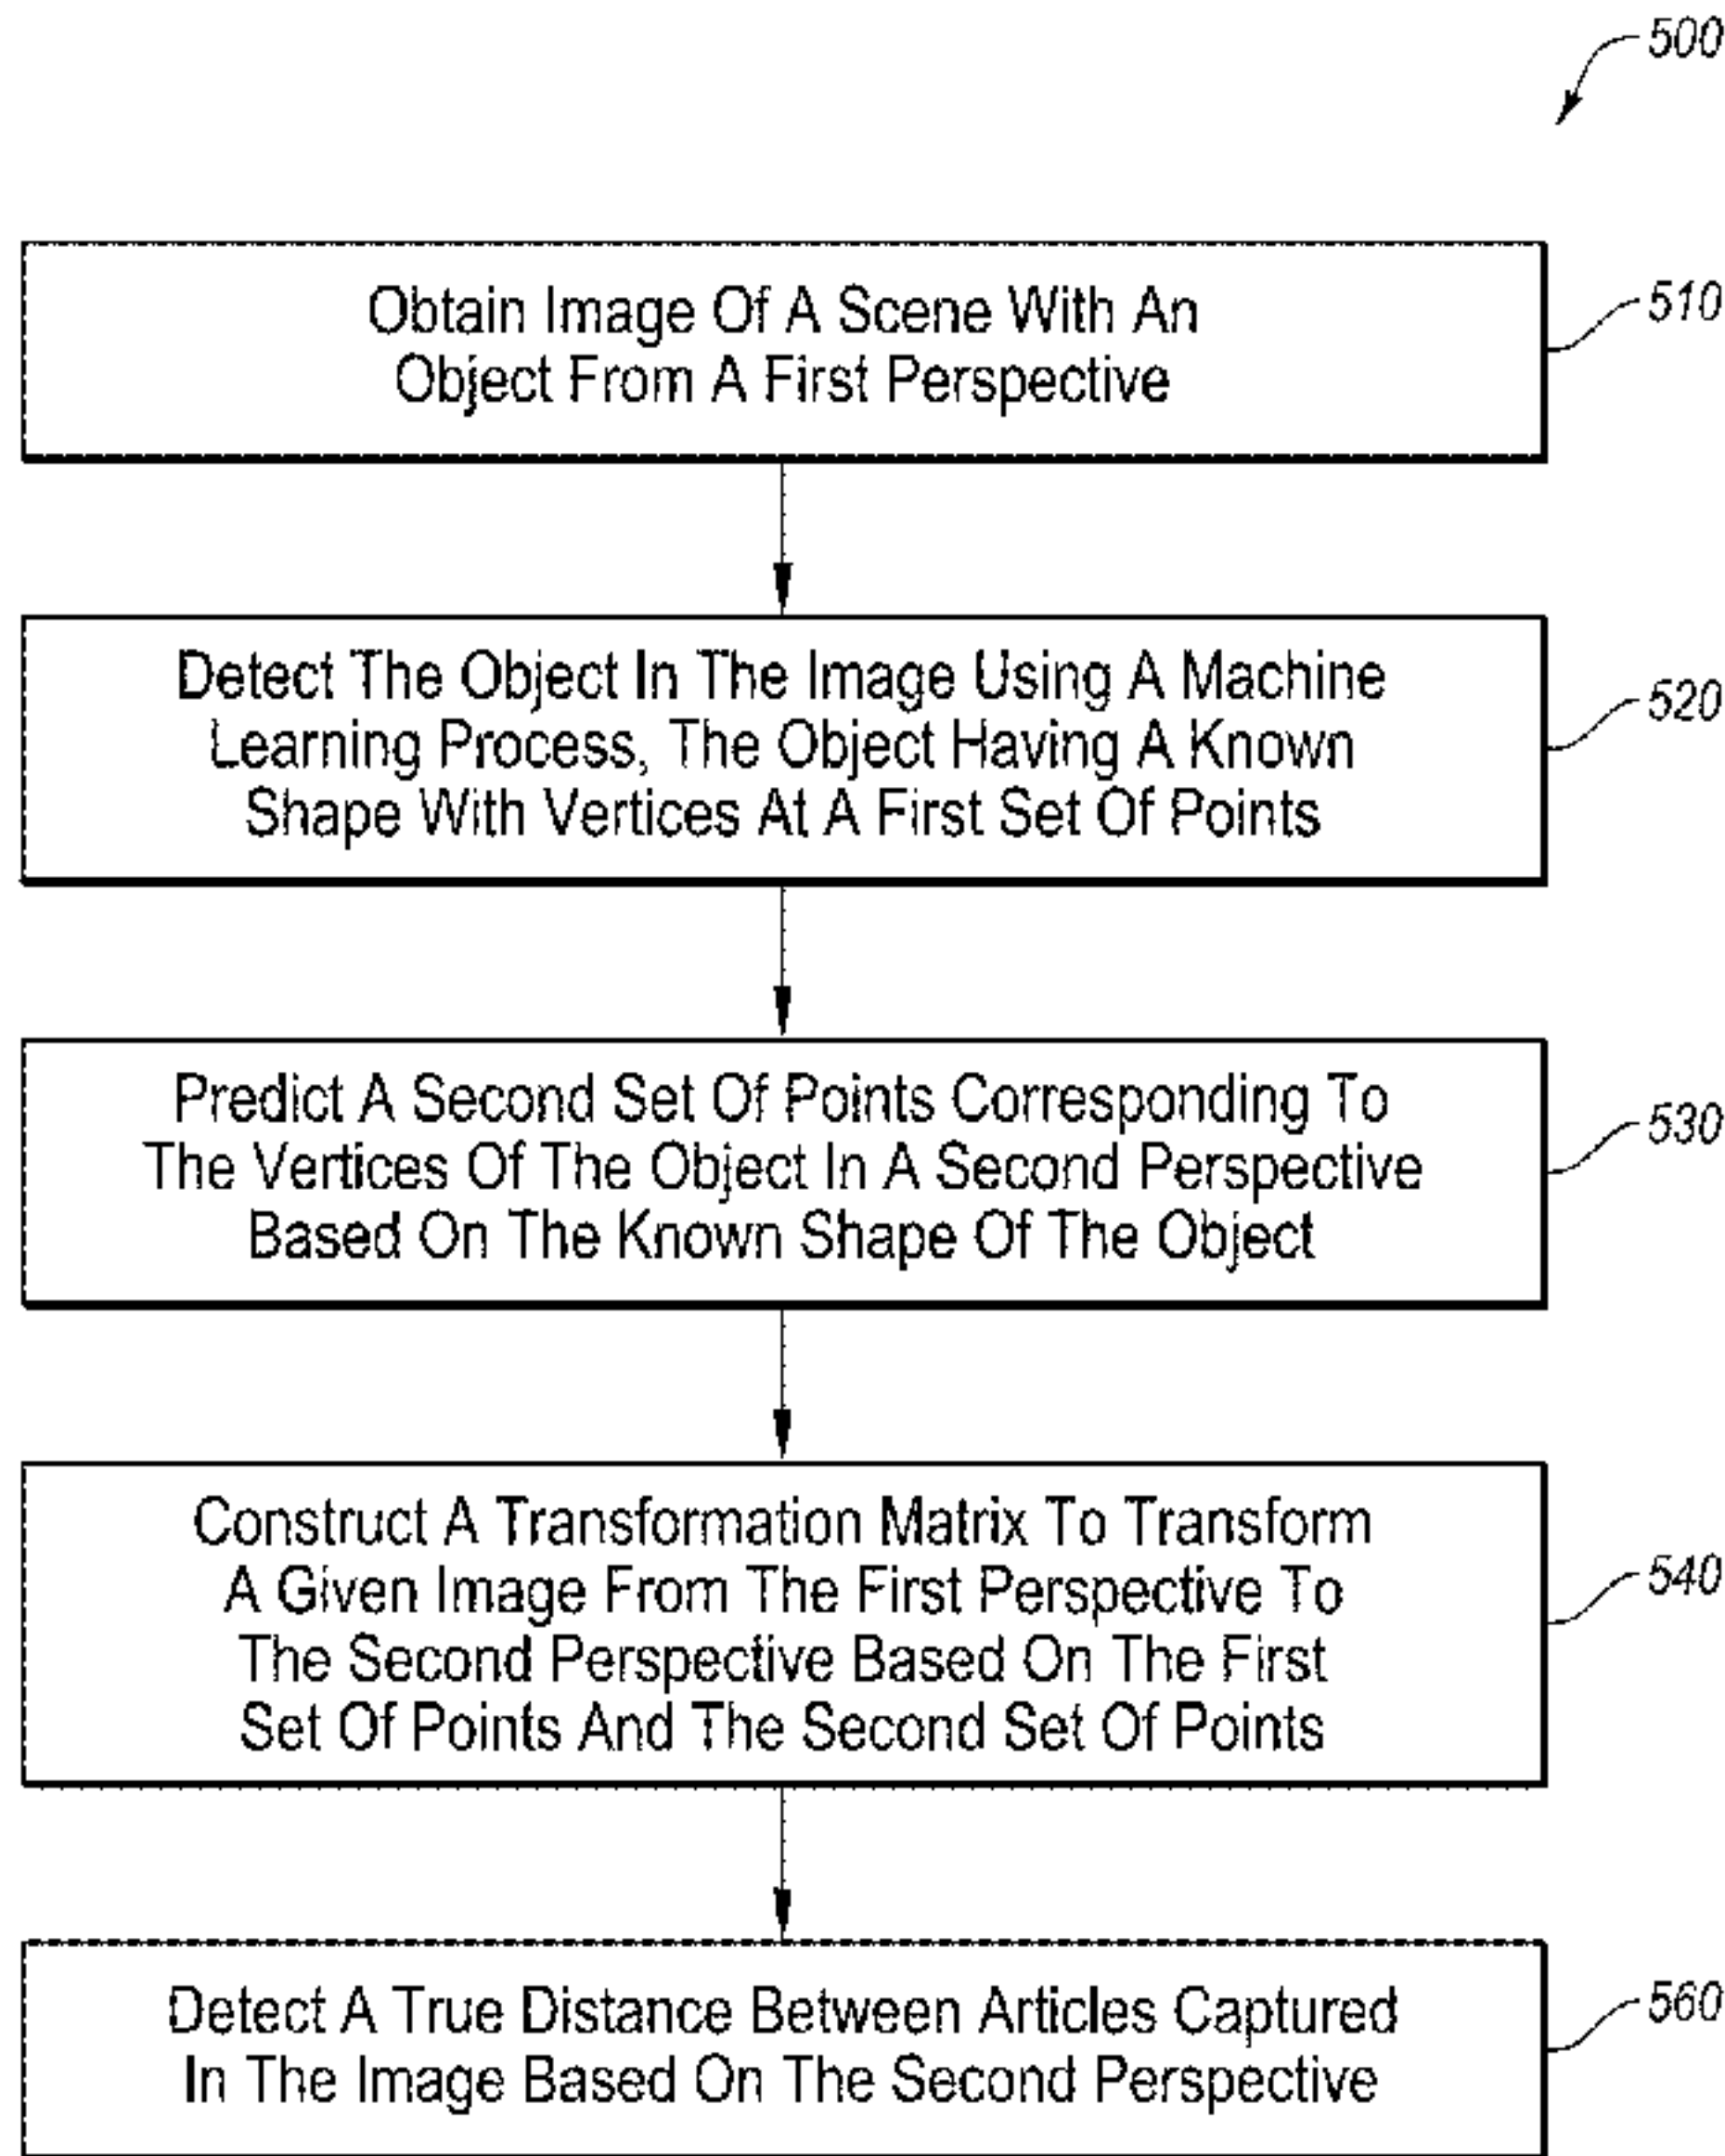 500
Obtain Image Of A Scene With An
Object From A First Perspective
510
Detect The Object In The Image Using A Machine
Learning Process, The Object Having A Known
Shape With Vertices At A First Set Of Points
520
Predict A Second Set Of Points Corresponding To
The Vertices Of The Object In A Second Perspective
Based On The Known Shape Of The Object
530
Construct A Transformation Matrix To Transform
A Given Image From The First Perspective To
The Second Perspective Based On The First
Set Of Points And The Second Set Of Points
540
Detect A True Distance Between Articles Captured
In The Image Based On The Second Perspective
560